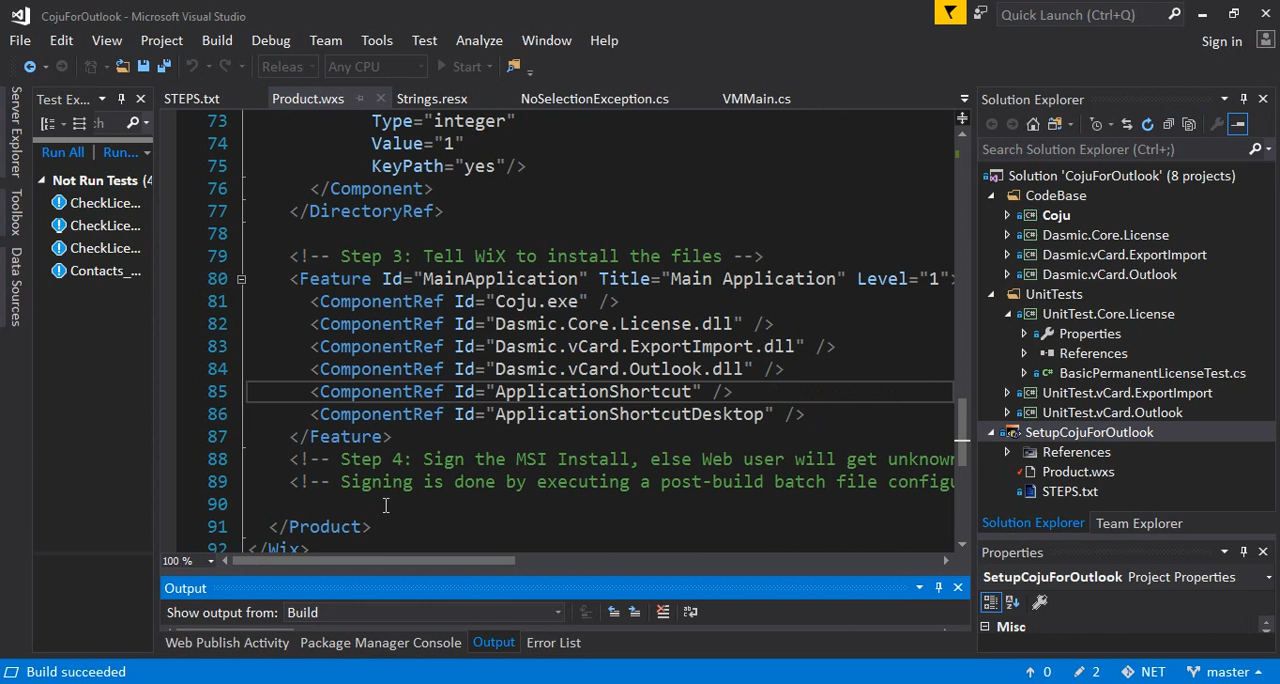 CojuForOutlook - Microsoft Visual Studio
Quick Launch (Ctrl+Q)
File Edit View Project Build Debug Team Tools Test Analyze Window Help
Sign in
Releas Any CPU Start
Server Explorer
Toolbox
Data Sources
Test Ex...
ch
Run All Run...
Not Run Tests (4
CheckLice...
CheckLice...
CheckLice...
Contacts_...
STEPS.txt Product.wxs Strings.resx NoSelectionException.cs VMMain.cs
73 Type="integer"
74 Value="1"
75 KeyPath="yes"/>
76 </Component>
77 </DirectoryRef>
78
79 <!-- Step 3: Tell WiX to install the files -->
80 <Feature Id="MainApplication" Title="Main Application" Level="1">
81 <ComponentRef Id="Coju.exe" />
82 <ComponentRef Id="Dasmic.Core.License.dll" />
83 <ComponentRef Id="Dasmic.vCard.ExportImport.dll" />
84 <ComponentRef Id="Dasmic.vCard.Outlook.dll" />
85 <ComponentRef Id="ApplicationShortcut" />
86 <ComponentRef Id="ApplicationShortcutDesktop" />
87 </Feature>
88 <!-- Step 4: Sign the MSI Install, else Web user will get unknown
89 <!-- Signing is done by executing a post-build batch file configu
90
91 </Product>
92 </Wix>
100 %
Output
Show output from: Build
Web Publish Activity Package Manager Console Output Error List
Solution Explorer
Search Solution Explorer (Ctrl+;)
Solution 'CojuForOutlook' (8 projects)
CodeBase
Coju
Dasmic.Core.License
Dasmic.vCard.ExportImport
Dasmic.vCard.Outlook
UnitTests
UnitTest.Core.License
Properties
References
BasicPermanentLicenseTest.cs
UnitTest.vCard.ExportImport
UnitTest.vCard.Outlook
SetupCojuForOutlook
References
Product.wxs
STEPS.txt
Solution Explorer Team Explorer
Properties
SetupCojuForOutlook Project Properties
Misc
Build succeeded
0 2 NET master